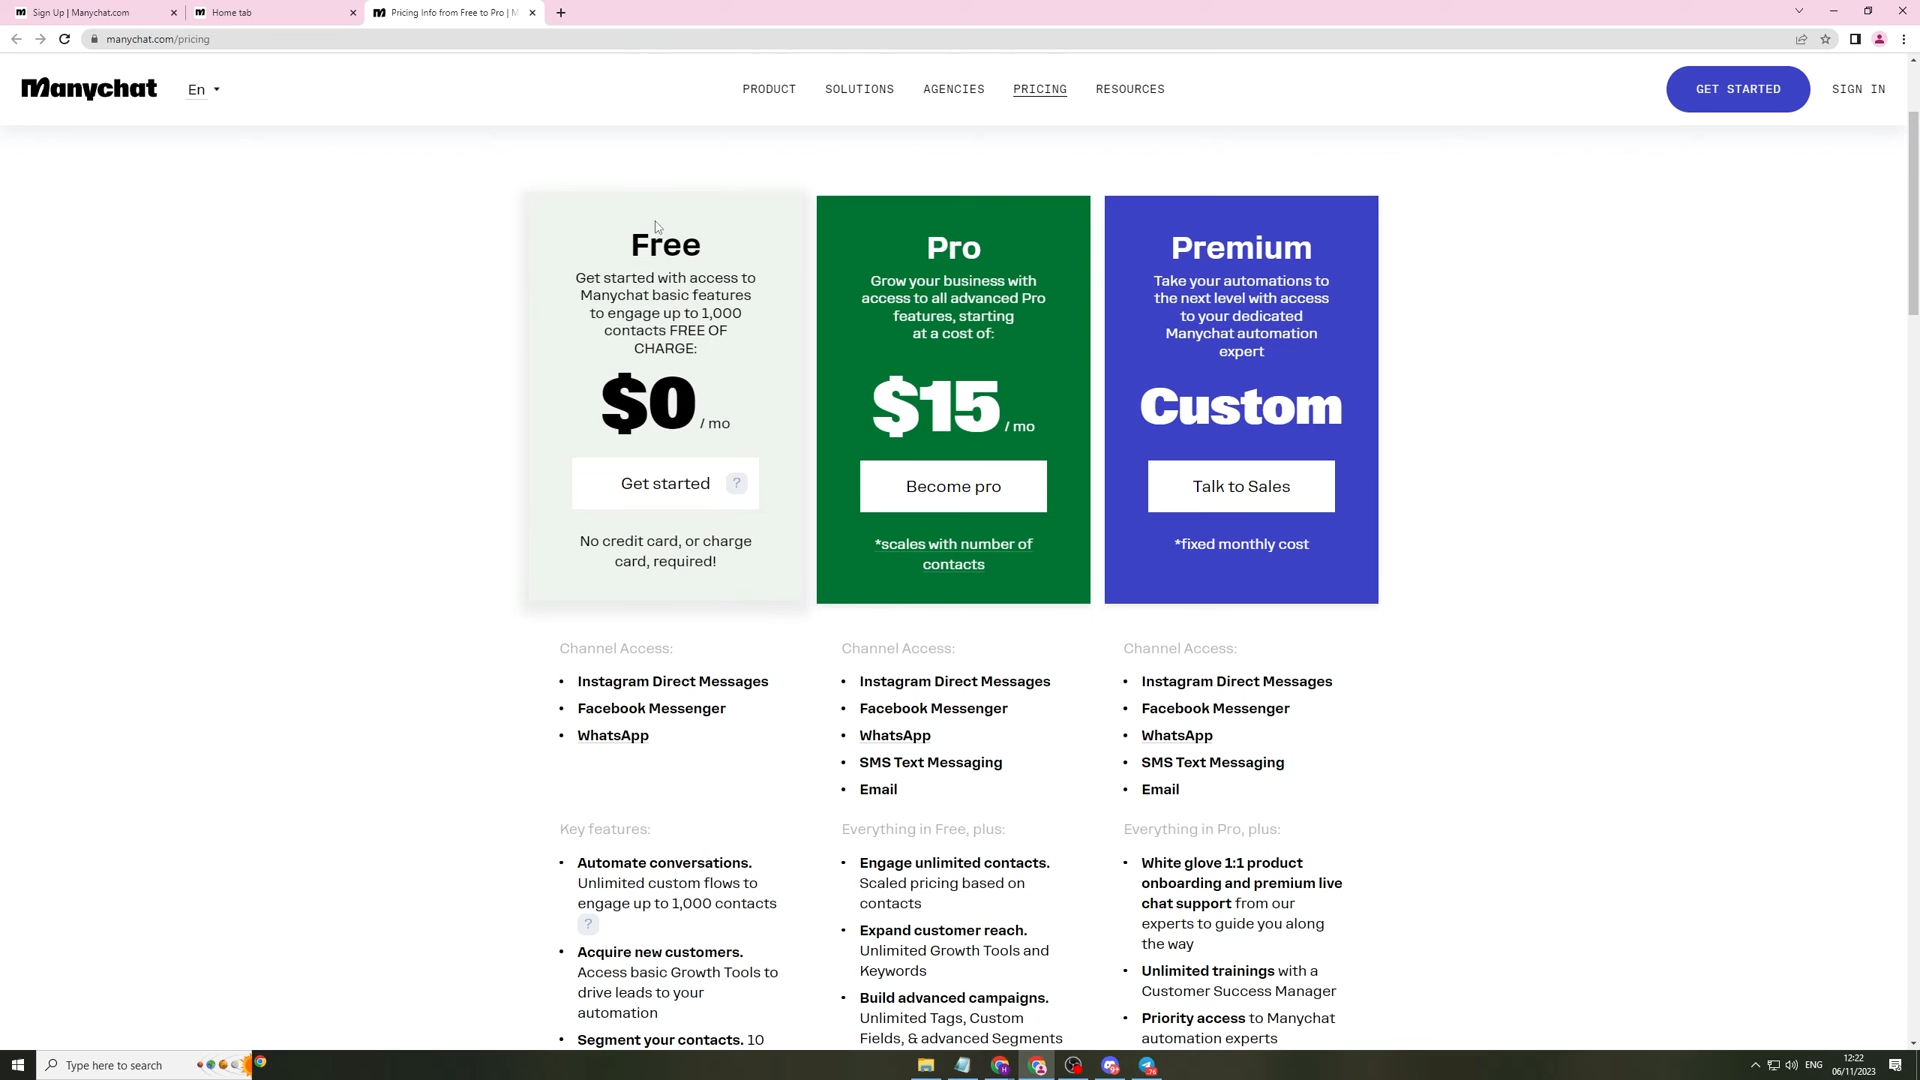 Sign Up | Manychat.com
Home tab
Pricing Info from Free to Pro | M
manychat.com/pricing
Manychat
En
PRODUCT
SOLUTIONS
AGENCIES
PRICING
RESOURCES
GET STARTED
SIGN IN
Free
Get started with access to
Manychat basic features
to engage up to 1,000
contacts FREE OF
CHARGE:
$0 / mo
Get started ?
No credit card, or charge
card, required!
Pro
Grow your business with
access to all advanced Pro
features, starting
at a cost of:
$15 / mo
Become pro
*scales with number of
contacts
Premium
Take your automations to
the next level with access
to your dedicated
Manychat automation
expert
Custom
Talk to Sales
*fixed monthly cost
Channel Access:
• Instagram Direct Messages
• Facebook Messenger
• WhatsApp
Key features:
• Automate conversations.
Unlimited custom flows to
engage up to 1,000 contacts
?
• Acquire new customers.
Access basic Growth Tools to
drive leads to your
automation
• Segment your contacts. 10
Channel Access:
• Instagram Direct Messages
• Facebook Messenger
• WhatsApp
• SMS Text Messaging
• Email
Everything in Free, plus:
• Engage unlimited contacts.
Scaled pricing based on
contacts
• Expand customer reach.
Unlimited Growth Tools and
Keywords
• Build advanced campaigns.
Unlimited Tags, Custom
Fields, & advanced Segments
Channel Access:
• Instagram Direct Messages
• Facebook Messenger
• WhatsApp
• SMS Text Messaging
• Email
Everything in Pro, plus:
• White glove 1:1 product
onboarding and premium live
chat support from our
experts to guide you along
the way
• Unlimited trainings with a
Customer Success Manager
• Priority access to Manychat
automation experts
Type here to search
ENG
12:22
06/11/2023